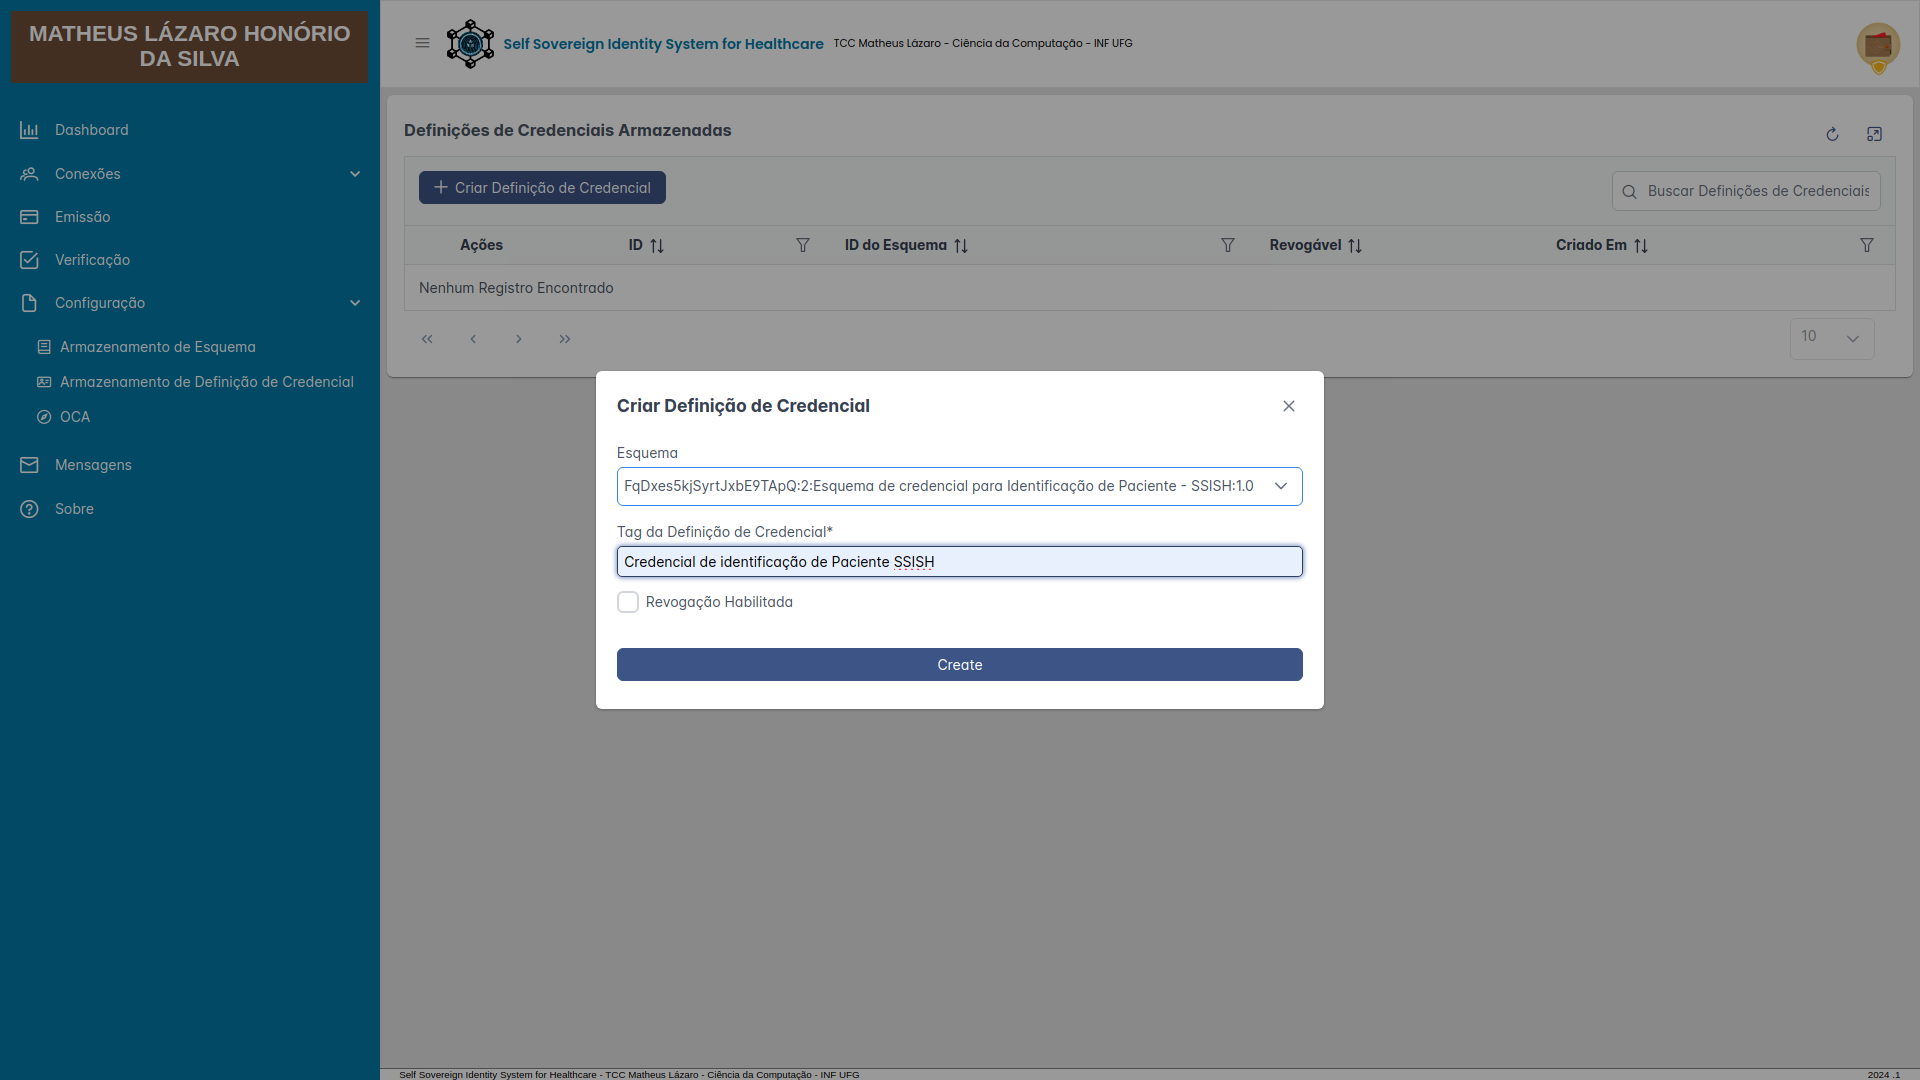 MATHEUS LÁZARO HONÓRIO
DA SILVA
Dashboard
Conexões
Emissão
Verificação
Configuração
Armazenamento de Esquema
Armazenamento de Definição de Credencial
OCA
Mensagens
Sobre
Self Sovereign Identity System for Healthcare TCC Matheus Lázaro - Ciência da Computação - INF UFG
Definições de Credenciais Armazenadas
Criar Definição de Credencial
Buscar Definições de Credenciais
Ações ID ID do Esquema Revogável Criado Em
Nenhum Registro Encontrado
10
Criar Definição de Credencial
Esquema
FqDxes5kjSyrtJxbE9TApQ:2:Esquema de credencial para Identificação de Paciente - SSISH:1.0
Tag da Definição de Credencial*
Credencial de identificação de Paciente SSISH
Revogação Habilitada
Create
Self Sovereign Identity System for Healthcare - TCC Matheus Lázaro - Ciência da Computação - INF UFG
2024 .1